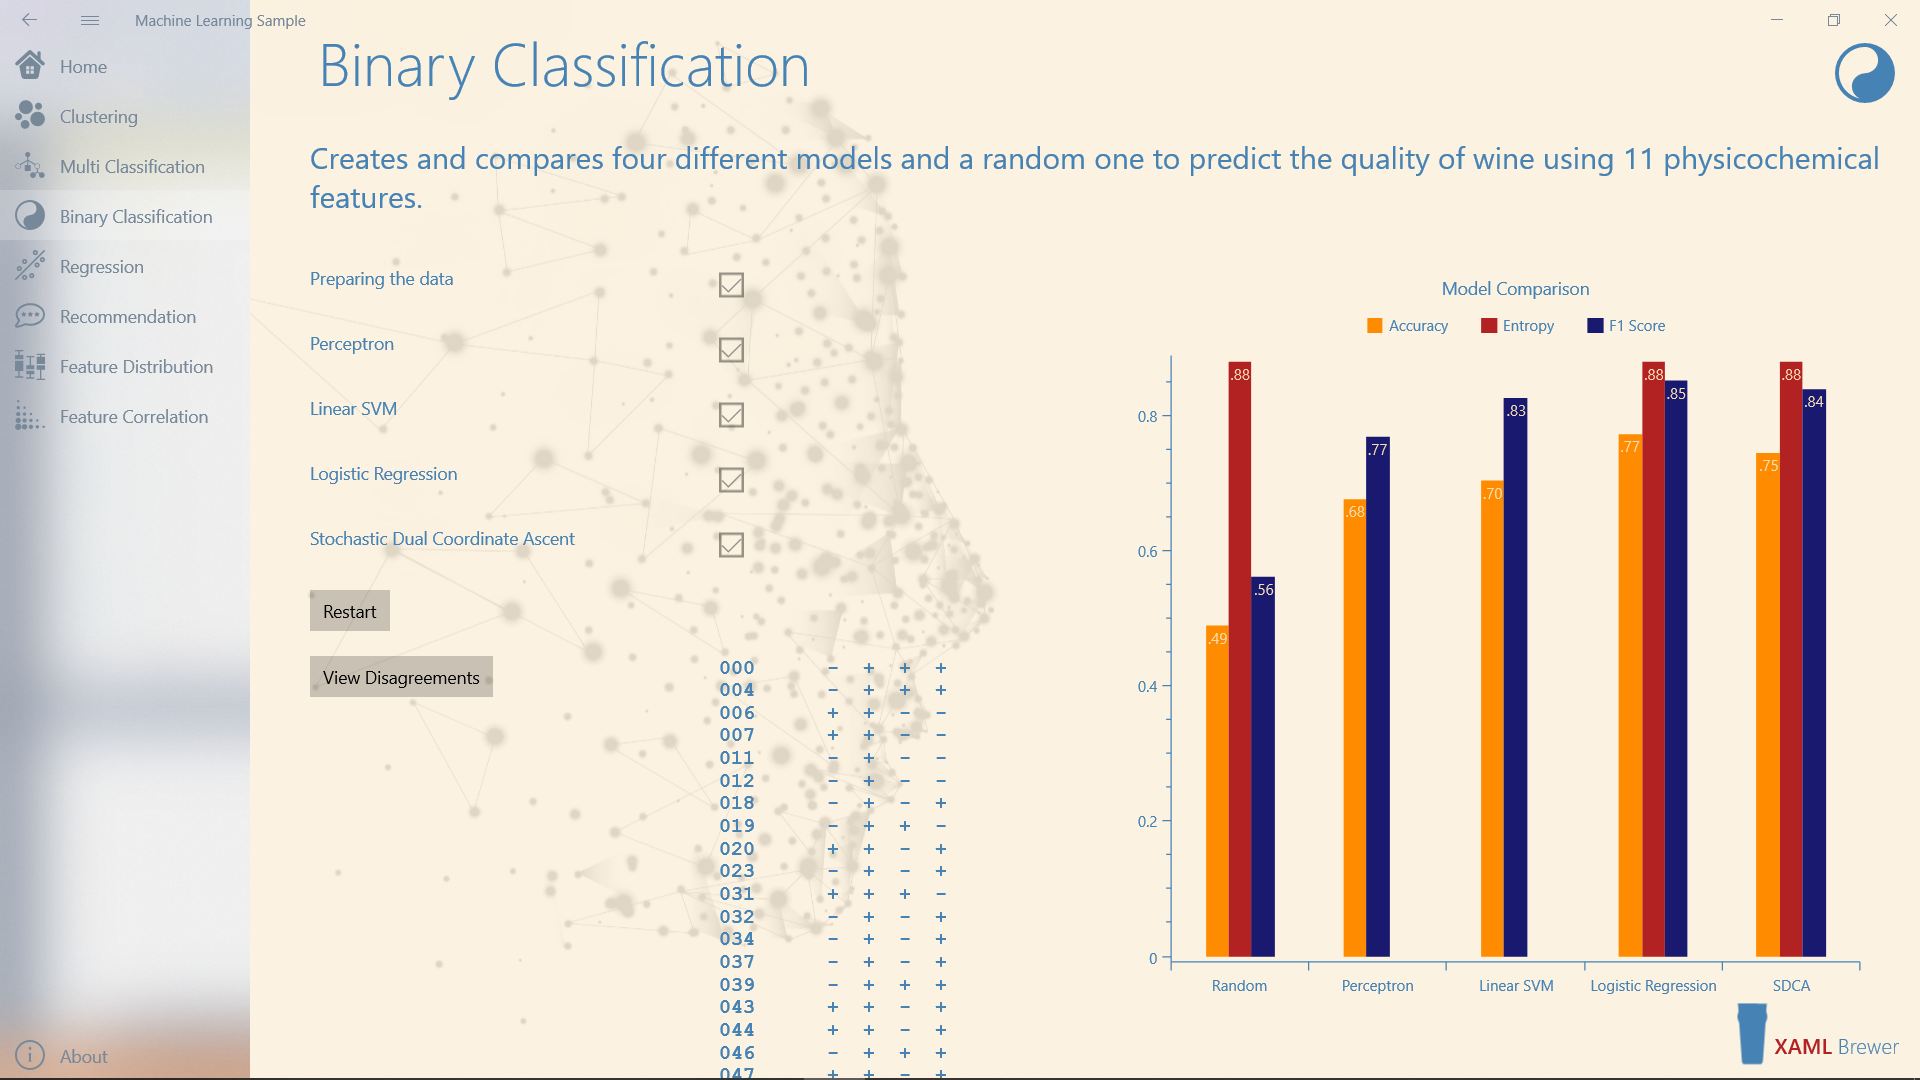 Machine Learning Sample
Home
Clustering
Multi Classification
Binary Classification
Regression
Recommendation
Feature Distribution
Feature Correlation
About
Binary Classification
Creates and compares four different models and a random one to predict the quality of wine using 11 physicochemical
features.
Preparing the data
Perceptron
Linear SVM
Logistic Regression
Stochastic Dual Coordinate Ascent
Restart
View Disagreements
000 - + + +
004 - + + +
006 + + - -
007 + + - -
011 - + - -
012 - + - -
018 - + - +
019 - + + -
020 + + - +
023 - + - +
031 + + + -
032 - + - +
034 - + - +
037 - + - +
039 - + + +
043 + + - +
044 + + - +
046 - + + +
047 + + - +
Model Comparison
Accuracy Entropy F1 Score
0.8
0.6
0.4
0.2
0
.49 .88 .56
.68 .77
.70 .83
.77 .88 .85
.75 .88 .84
Random Perceptron Linear SVM Logistic Regression SDCA
XAML Brewer